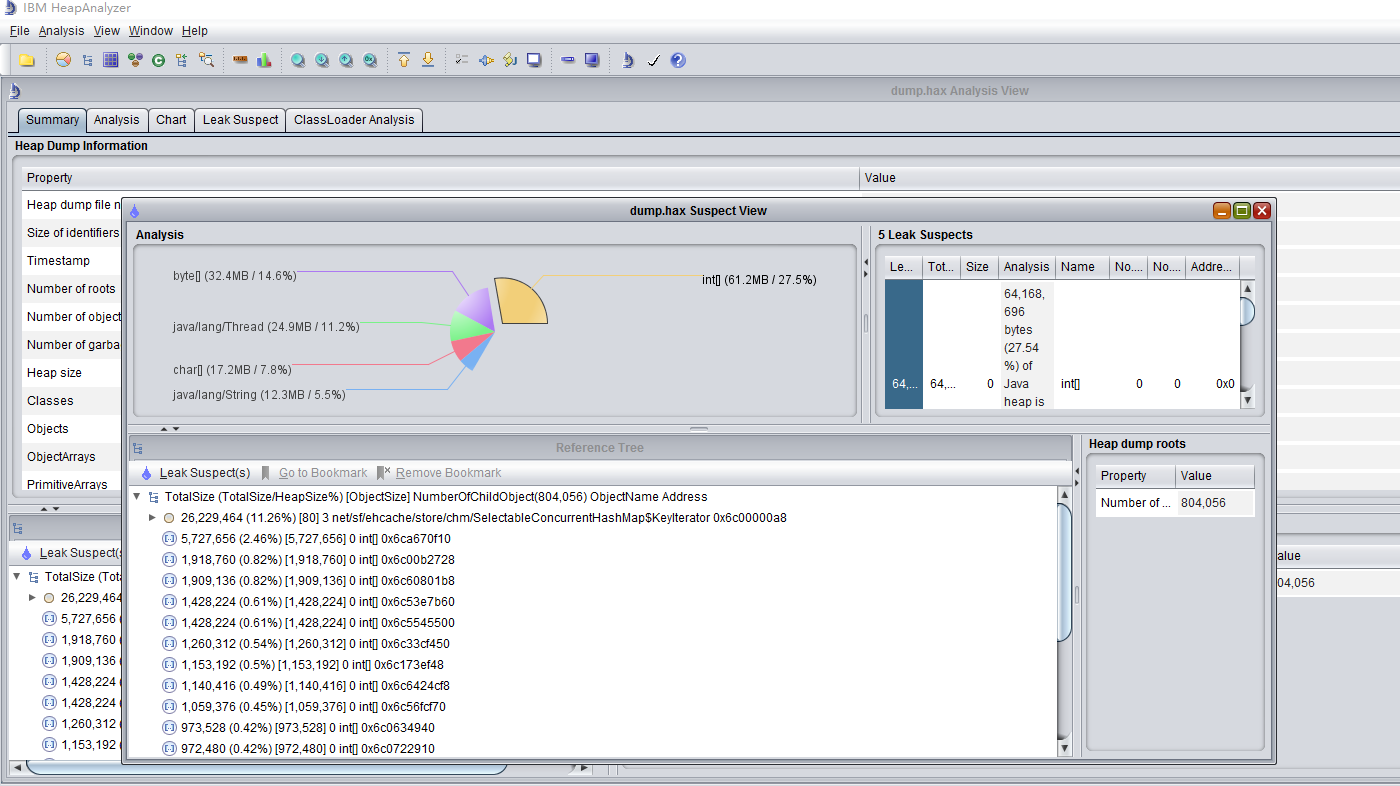 IBM HeapAnalyzer
File Analysis View Window Help
dump.hax Analysis View
Summary Analysis Chart Leak Suspect ClassLoader Analysis
Heap Dump Information
Property Value
Heap dump file n
Size of identifiers
Timestamp
Number of roots
Number of object
Number of garba
Heap size
Classes
Objects
ObjectArrays
PrimitiveArrays
dump.hax Suspect View
Analysis
byte[] (32.4MB / 14.6%)
int[] (61.2MB / 27.5%)
java/lang/Thread (24.9MB / 11.2%)
char[] (17.2MB / 7.8%)
java/lang/String (12.3MB / 5.5%)
5 Leak Suspects
Le... Tot... Size Analysis Name No... No... Addre...
64,168,
696
bytes
(27.54
%) of
64,... 64,... 0 Java int[] 0 0 0x0
heap is
Reference Tree
Leak Suspect(s) Go to Bookmark Remove Bookmark
TotalSize (TotalSize/HeapSize%) [ObjectSize] NumberOfChildObject(804,056) ObjectName Address
26,229,464 (11.26%) [80] 3 net/sf/ehcache/store/chm/SelectableConcurrentHashMap$KeyIterator 0x6c00000a8
5,727,656 (2.46%) [5,727,656] 0 int[] 0x6ca670f10
1,918,760 (0.82%) [1,918,760] 0 int[] 0x6c00b2728
1,909,136 (0.82%) [1,909,136] 0 int[] 0x6c60801b8
1,428,224 (0.61%) [1,428,224] 0 int[] 0x6c53e7b60
1,428,224 (0.61%) [1,428,224] 0 int[] 0x6c5545500
1,260,312 (0.54%) [1,260,312] 0 int[] 0x6c33cf450
1,153,192 (0.5%) [1,153,192] 0 int[] 0x6c173ef48
1,140,416 (0.49%) [1,140,416] 0 int[] 0x6c6424cf8
1,059,376 (0.45%) [1,059,376] 0 int[] 0x6c56fcf70
973,528 (0.42%) [973,528] 0 int[] 0x6c0634940
972,480 (0.42%) [972,480] 0 int[] 0x6c0722910
Heap dump roots
Property Value
Number of ... 804,056
Leak Suspect(s
TotalSize (Tota
26,229,464
5,727,656 (
1,918,760 (
1,909,136 (
1,428,224 (
1,428,224 (
1,260,312 (
1,153,192 (
alue
04,056